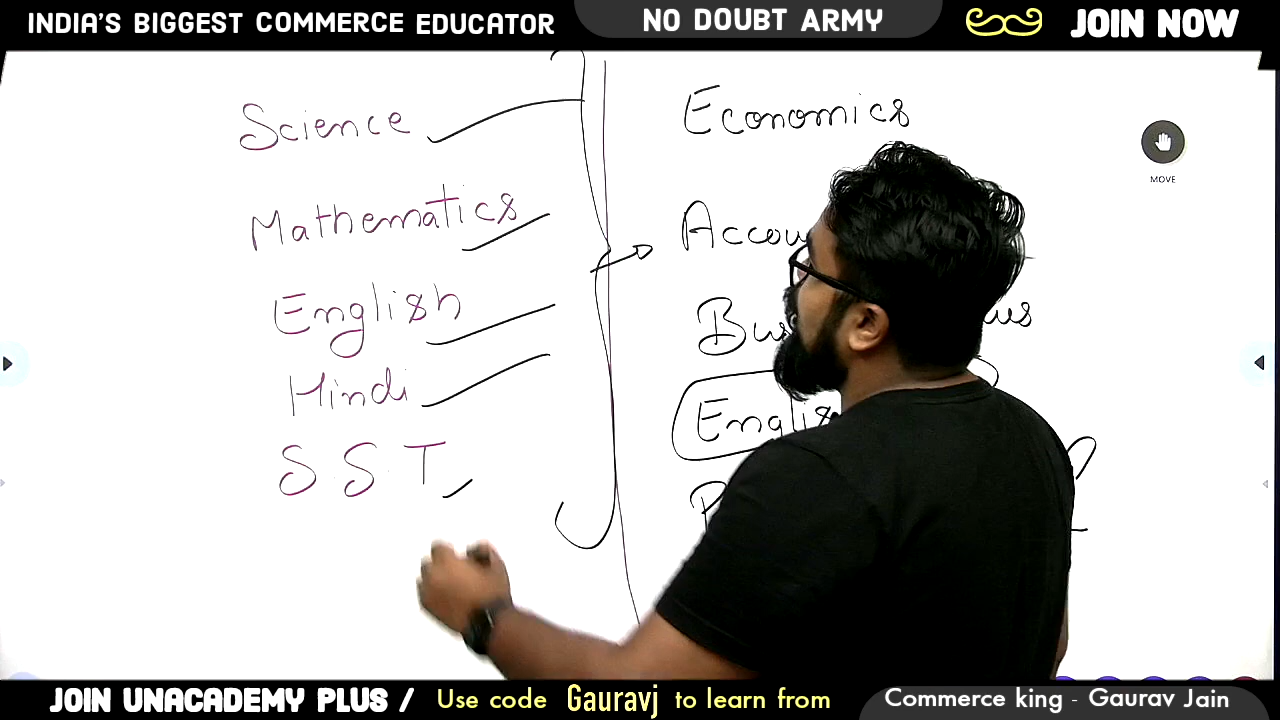 INDIA'S BIGGEST COMMERCE EDUCATOR
NO DOUBT ARMY
JOIN NOW
Science
Mathematics
English
Hindi
SST
Economics
MOVE
JOIN UNACADEMY PLUS / Use code Gauravj to learn from
Commerce king - Gaurav Jain